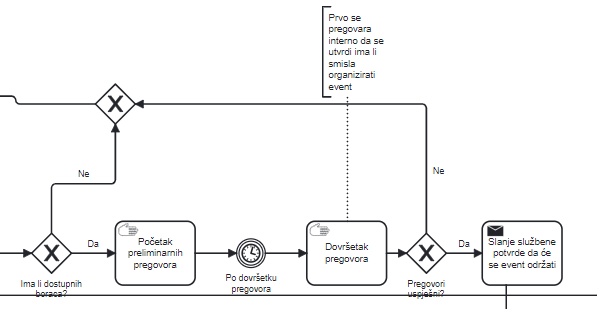 Prvo se
pregovara
interno da se
utvrdi ima li
smisla
organizirati
event
Ne
Ne
Ima li dostupnih
boraca?
Da
Početak
preliminarnih
pregovora
Po dovršetku
pregovora
Dovršetak
pregovora
Pregovori
uspješni?
Da
Slanje službene
potvrde da će
se event održati